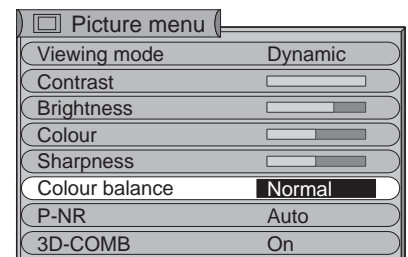 Picture menu
Viewing mode Dynamic
Contrast
Brightness
Colour
Sharpness
Colour balance Normal
P-NR Auto
3D-COMB On